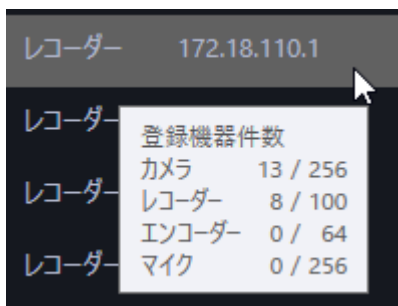 レコーダー 172.18.110.1
レコーダー
登録機器件数
カメラ 13 / 256
レコーダー
レコーダー 8 / 100
エンコーダー 0 / 64
レコーダー
マイク 0 / 256